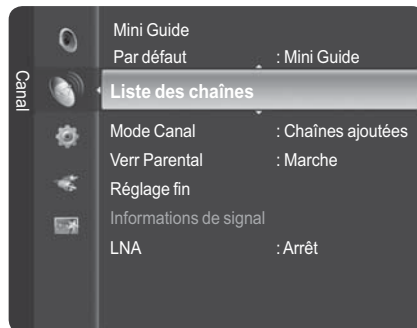 Canal
Mini Guide
Par défaut : Mini Guide
Liste des chaînes
Mode Canal : Chaînes ajoutées
Verr Parental : Marche
Réglage fin
Informations de signal
LNA : Arrêt